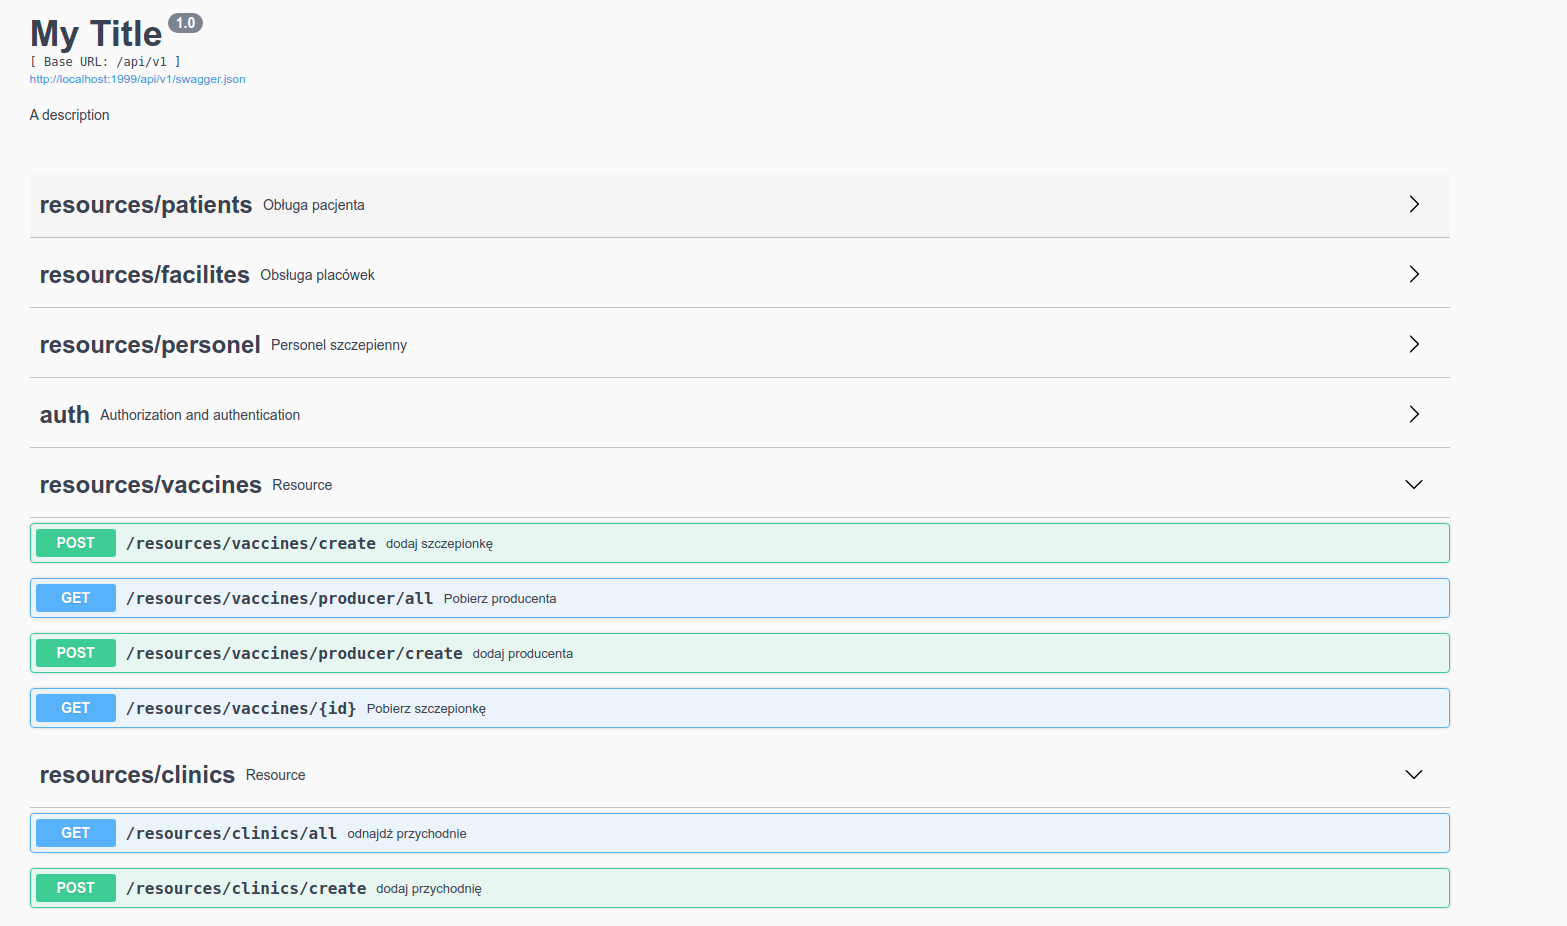 My Title 1.0
[ Base URL: /api/v1 ]
http://localhost:1999/api/v1/swagger.json
A description
resources/patients Obługa pacjenta
resources/facilites Obsługa placówek
resources/personel Personel szczepienny
auth Authorization and authentication
resources/vaccines Resource
POST /resources/vaccines/create dodaj szczepionkę
GET /resources/vaccines/producer/all Pobierz producenta
POST /resources/vaccines/producer/create dodaj producenta
GET /resources/vaccines/{id} Pobierz szczepionkę
resources/clinics Resource
GET /resources/clinics/all odnajdź przychodnie
POST /resources/clinics/create dodaj przychodnię